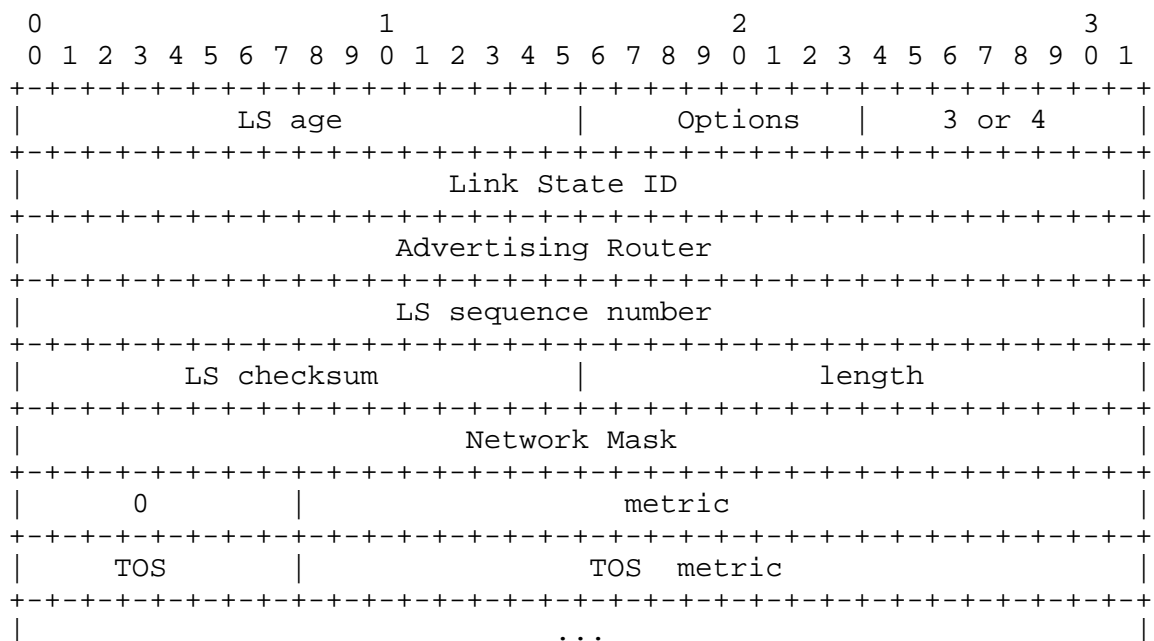 0                   1                   2                   3
 0 1 2 3 4 5 6 7 8 9 0 1 2 3 4 5 6 7 8 9 0 1 2 3 4 5 6 7 8 9 0 1
+-+-+-+-+-+-+-+-+-+-+-+-+-+-+-+-+-+-+-+-+-+-+-+-+-+-+-+-+-+-+-+-+
|            LS age             |     Options   |    3 or 4     |
+-+-+-+-+-+-+-+-+-+-+-+-+-+-+-+-+-+-+-+-+-+-+-+-+-+-+-+-+-+-+-+-+
|                        Link State ID                          |
+-+-+-+-+-+-+-+-+-+-+-+-+-+-+-+-+-+-+-+-+-+-+-+-+-+-+-+-+-+-+-+-+
|                     Advertising Router                        |
+-+-+-+-+-+-+-+-+-+-+-+-+-+-+-+-+-+-+-+-+-+-+-+-+-+-+-+-+-+-+-+-+
|                     LS sequence number                        |
+-+-+-+-+-+-+-+-+-+-+-+-+-+-+-+-+-+-+-+-+-+-+-+-+-+-+-+-+-+-+-+-+
|         LS checksum           |             length            |
+-+-+-+-+-+-+-+-+-+-+-+-+-+-+-+-+-+-+-+-+-+-+-+-+-+-+-+-+-+-+-+-+
|                         Network Mask                          |
+-+-+-+-+-+-+-+-+-+-+-+-+-+-+-+-+-+-+-+-+-+-+-+-+-+-+-+-+-+-+-+-+
|      0        |                  metric                       |
+-+-+-+-+-+-+-+-+-+-+-+-+-+-+-+-+-+-+-+-+-+-+-+-+-+-+-+-+-+-+-+-+
|     TOS       |                TOS  metric                    |
+-+-+-+-+-+-+-+-+-+-+-+-+-+-+-+-+-+-+-+-+-+-+-+-+-+-+-+-+-+-+-+-+
|                              ...                              |